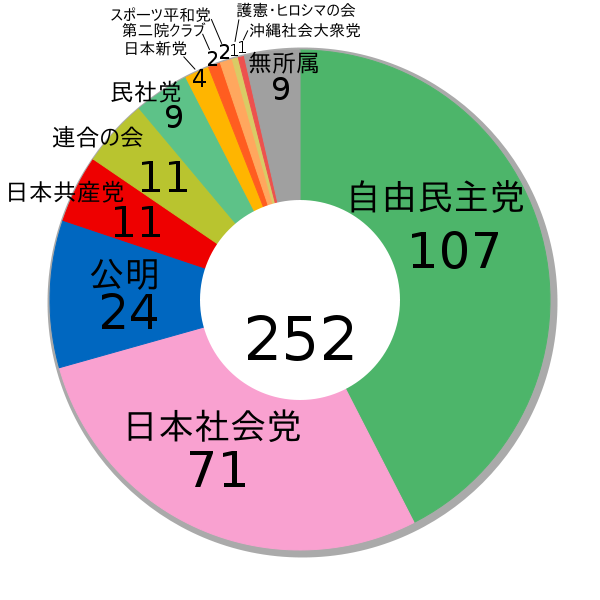 スポーツ平和党
護憲・ヒロシマの会
第二院クラブ
沖縄社会大衆党
日本新党
2
2
1
1
無所属
9
4
民社党
9
連合の会
11
日本共産党
11
公明
24
自由民主党
107
252
日本社会党
71